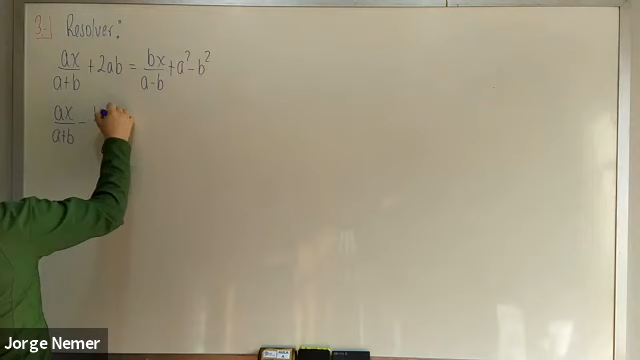 3.-) Resolver:
ax/a+b + 2ab = bx/a-b + a² - b²
ax/a+b -
Jorge Nemer